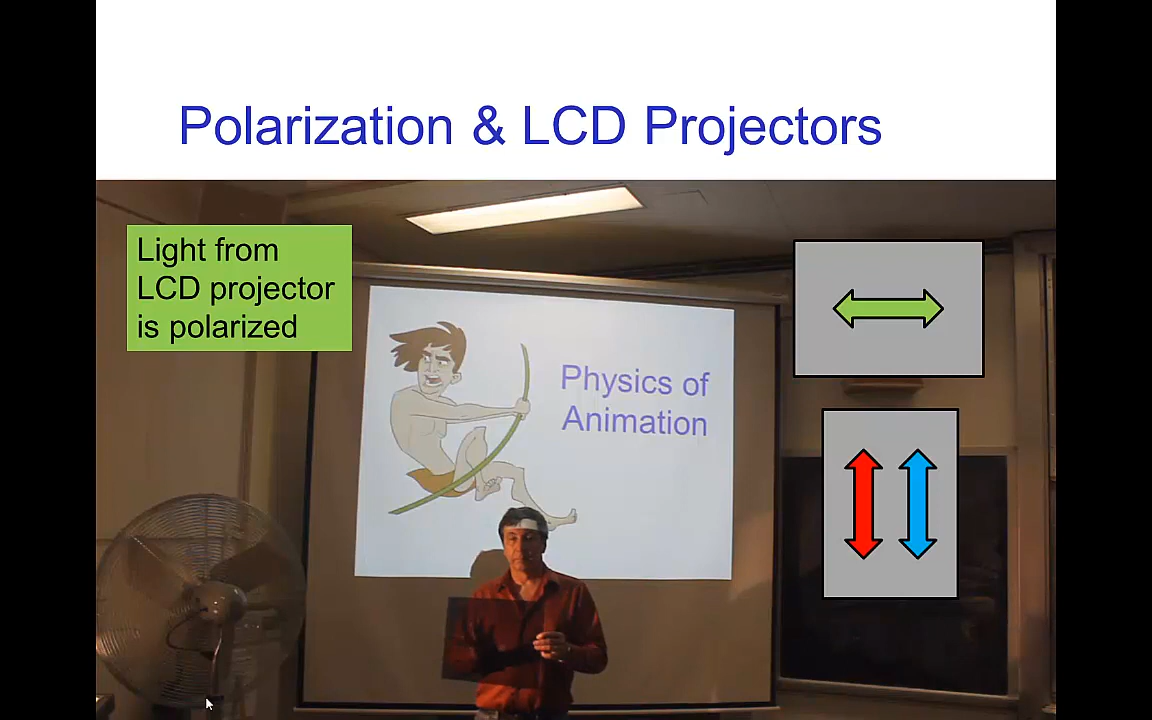 Polarization & LCD Projectors
Light from
LCD projector
is polarized
Physics of
Animation